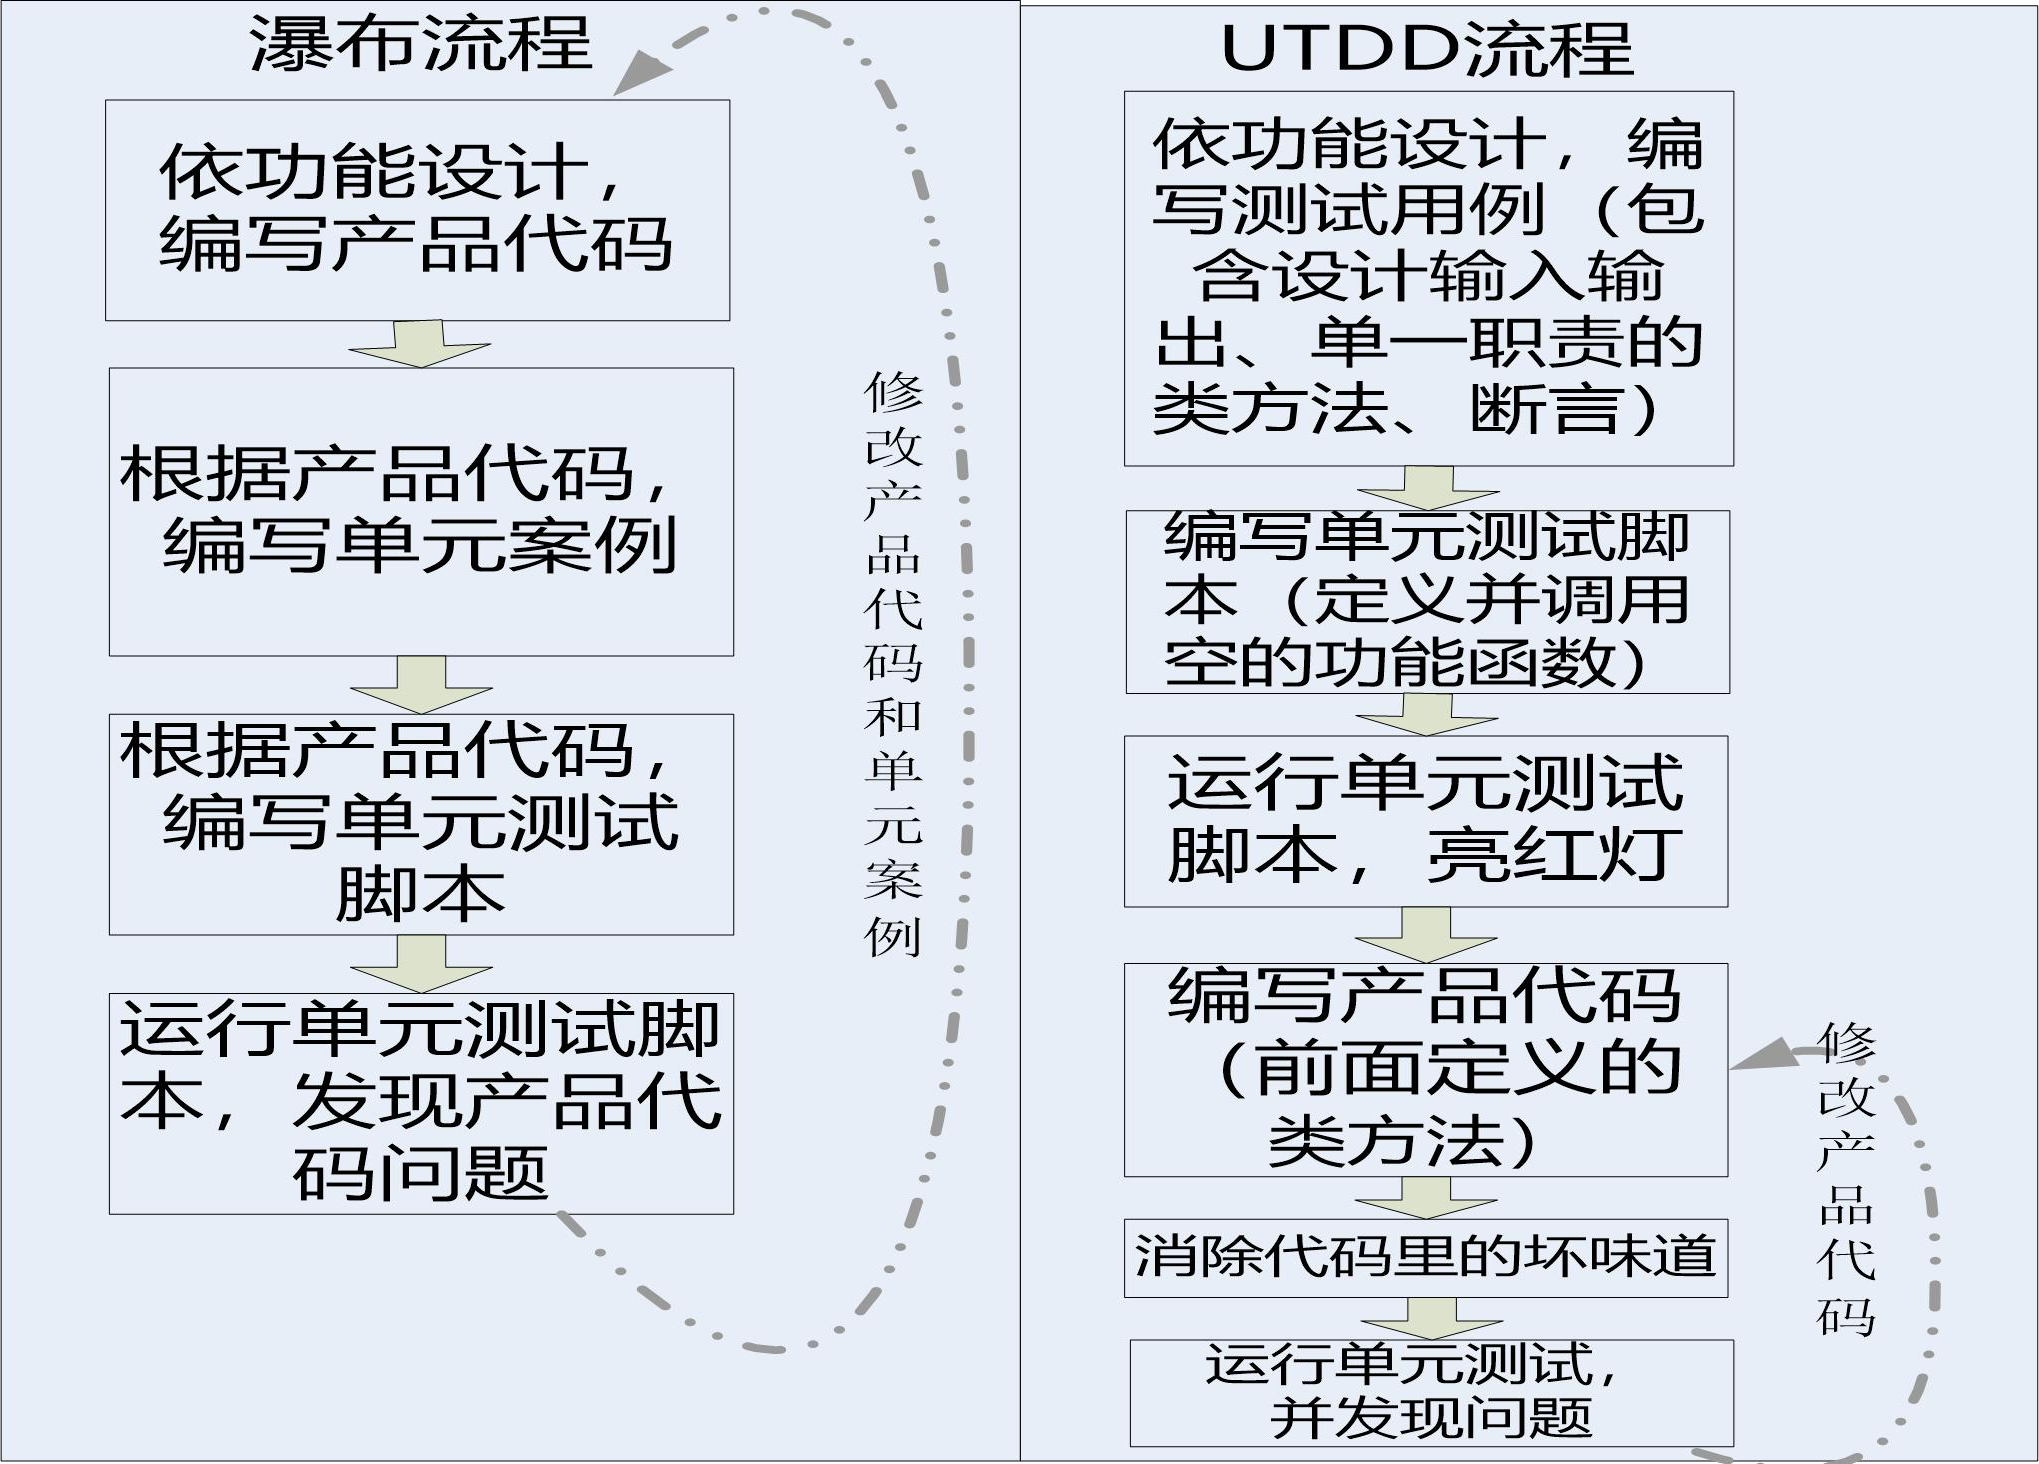 瀑布流程
依功能设计，
编写产品代码
根据产品代码，
编写单元案例
根据产品代码，
编写单元测试
脚本
运行单元测试脚
本，发现产品代
码问题
修改产品代码和单元案例
UTDD流程
依功能设计，编
写测试用例（包
含设计输入输
出、单一职责的
类方法、断言）
编写单元测试脚
本（定义并调用
空的功能函数）
运行单元测试
脚本，亮红灯
编写产品代码
（前面定义的
类方法）
消除代码里的坏味道
运行单元测试，
并发现问题
修改产品代码